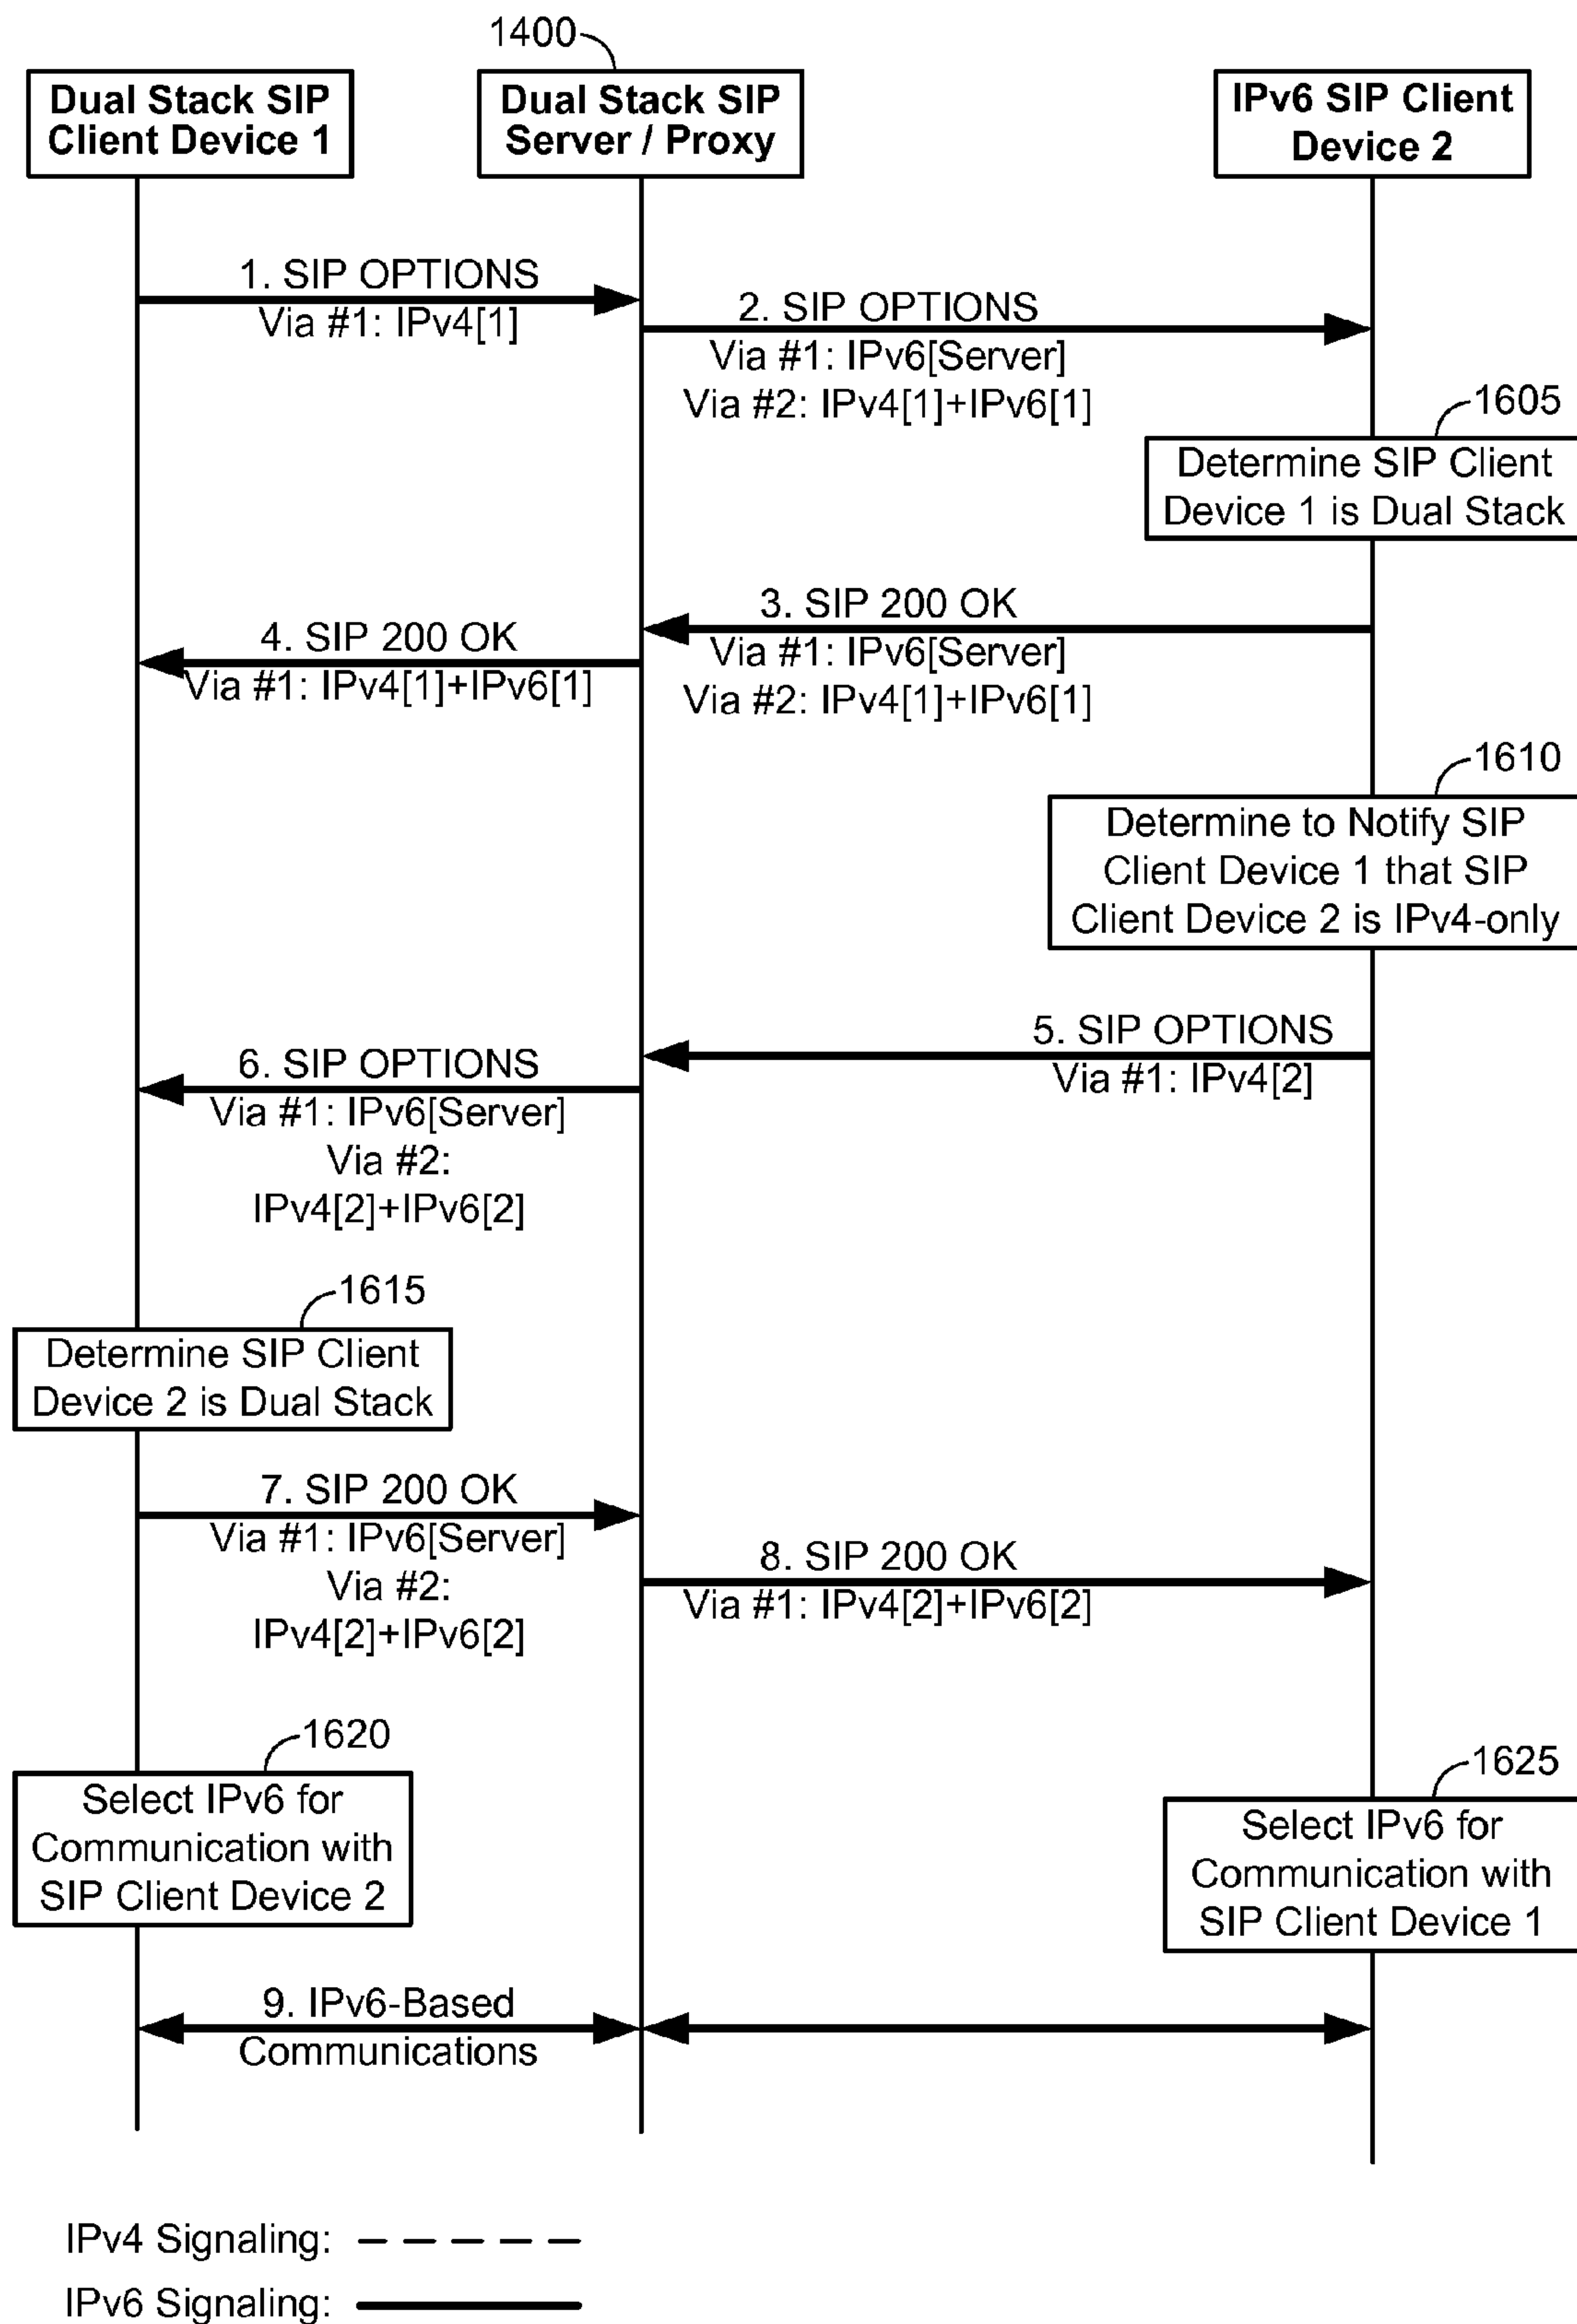 1400
Dual Stack SIP
Client Device 1
Dual Stack SIP
Server / Proxy
IPv6 SIP Client
Device 2
1. SIP OPTIONS
Via #1: IPv4[1]
2. SIP OPTIONS
Via #1: IPv6[Server]
Via #2: IPv4[1]+IPv6[1]
1605
Determine SIP Client
Device 1 is Dual Stack
3. SIP 200 OK
Via #1: IPv6[Server]
Via #2: IPv4[1]+IPv6[1]
4. SIP 200 OK
Via #1: IPv4[1]+IPv6[1]
1610
Determine to Notify SIP
Client Device 1 that SIP
Client Device 2 is IPv4-only
5. SIP OPTIONS
Via #1: IPv4[2]
6. SIP OPTIONS
Via #1: IPv6[Server]
Via #2:
IPv4[2]+IPv6[2]
1615
Determine SIP Client
Device 2 is Dual Stack
7. SIP 200 OK
Via #1: IPv6[Server]
Via #2:
IPv4[2]+IPv6[2]
8. SIP 200 OK
Via #1: IPv4[2]+IPv6[2]
1620
Select IPv6 for
Communication with
SIP Client Device 2
1625
Select IPv6 for
Communication with
SIP Client Device 1
9. IPv6-Based
Communications
IPv4 Signaling:
IPv6 Signaling: